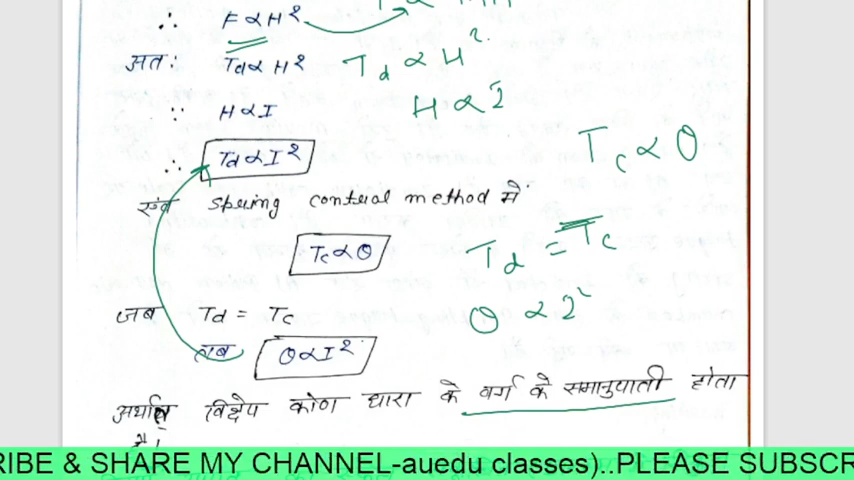 ∴ F ∝ H²
अतः Td ∝ H² Td ∝ H²
∵ H ∝ I H ∝ I
∴ Td ∝ I² Tc ∝ θ
एवं spring control method में
Tc ∝ θ Td = Tc
जब Td = Tc θ ∝ I²
तब θ ∝ I²
अर्थात् विक्षेप कोण धारा के वर्ग के समानुपाती होता
है।
RIBE & SHARE MY CHANNEL-auedu classes)..PLEASE SUBSCR